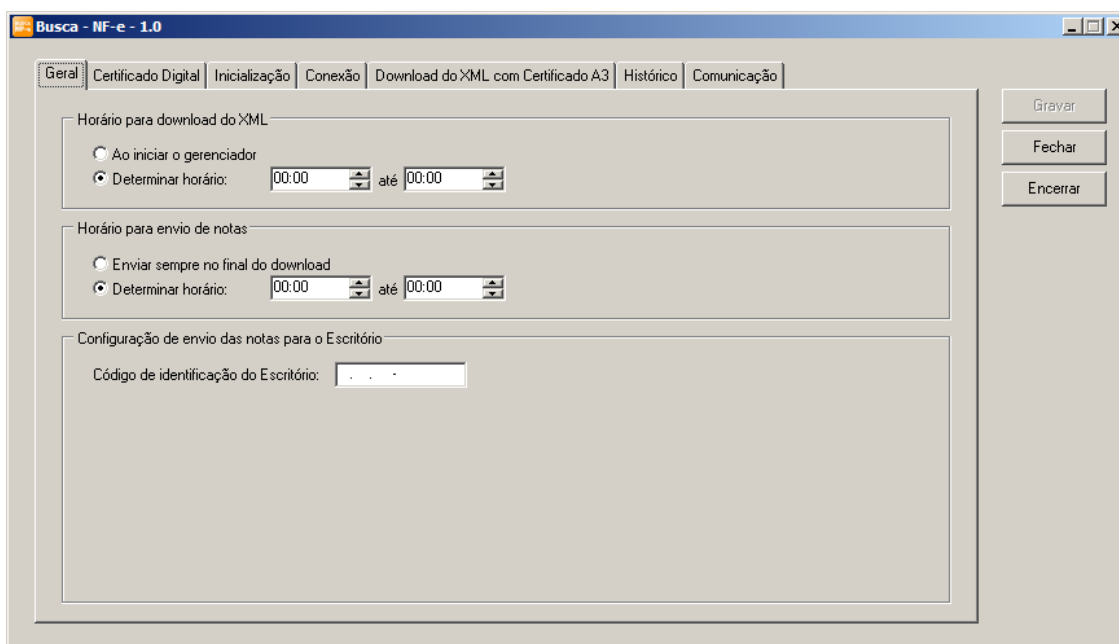 Busca - NF-e - 1.0
Geral Certificado Digital Inicialização Conexão Download do XML com Certificado A3 Histórico Comunicação
Gravar
Fechar
Encerrar
Horário para download do XML
Ao iniciar o gerenciador
Determinar horário: 00:00 até 00:00
Horário para envio de notas
Enviar sempre no final do download
Determinar horário: 00:00 até 00:00
Configuração de envio das notas para o Escritório
Código de identificação do Escritório: . . -